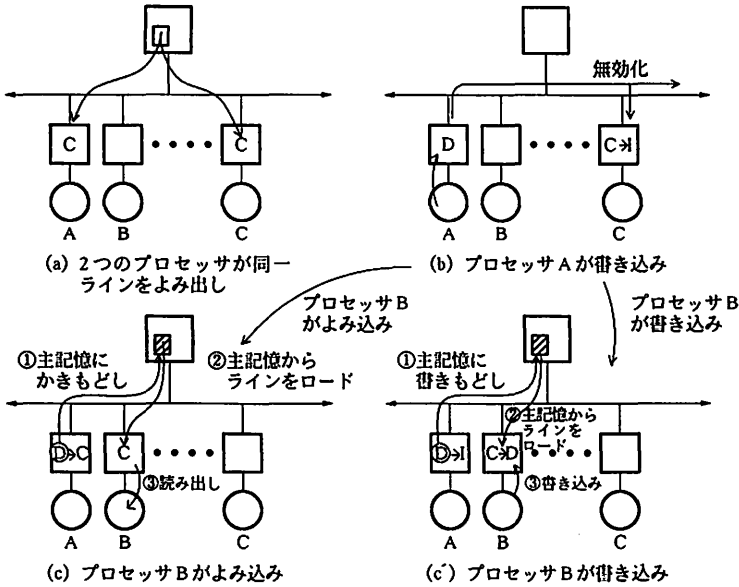 C
C
A
B
C
(a) 2つのプロセッサが同一
ラインをよみ出し
無効化
D
C→I
A
B
C
(b) プロセッサAが書き込み
プロセッサB
がよみ込み
プロセッサB
が書き込み
①主記憶に
かきもどし
②主記憶から
ラインをロード
D→C
C
③読み出し
A
B
C
(c) プロセッサBがよみ込み
①主記憶に
書きもどし
②主記憶から
ラインを
ロード
D→I
C→D
③書き込み
A
B
C
(c´) プロセッサBが書き込み